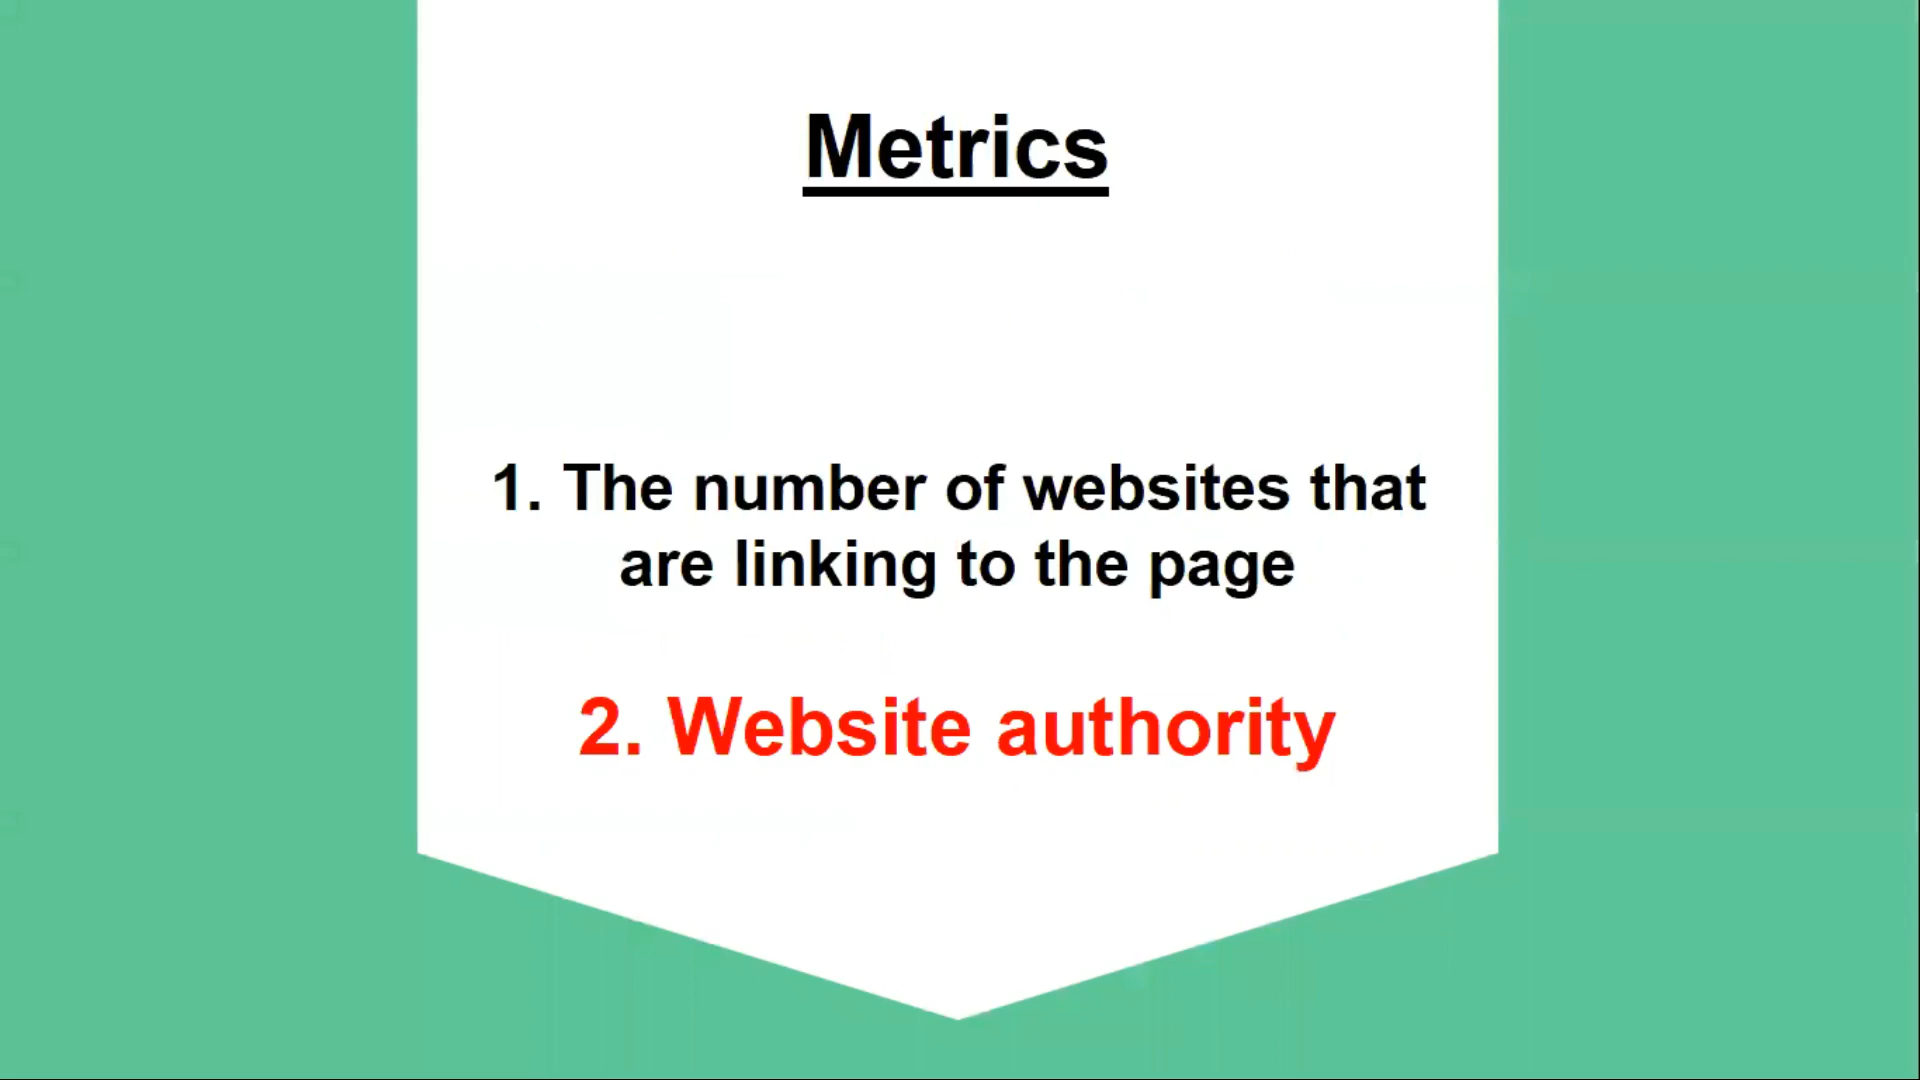 Metrics
1. The number of websites that
are linking to the page
2. Website authority